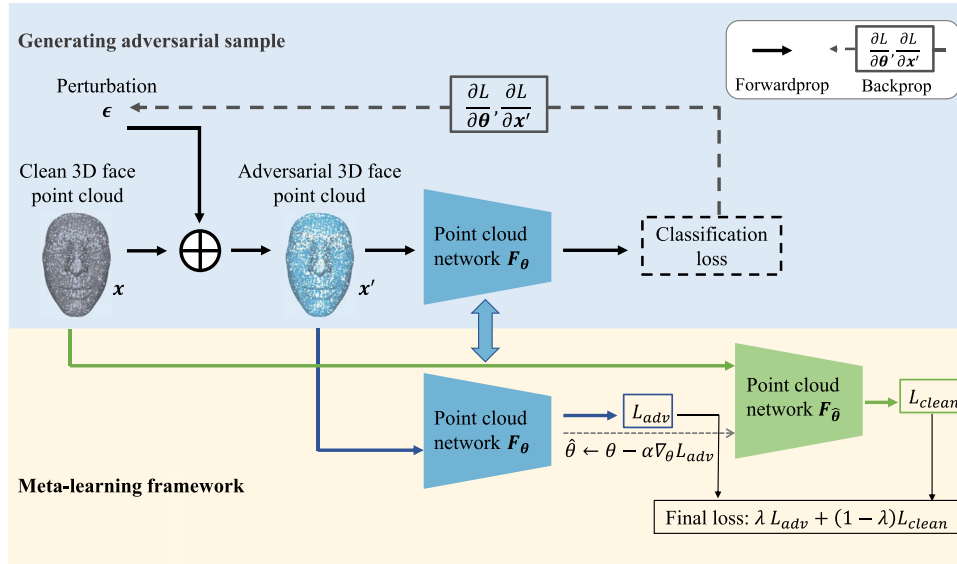 Generating adversarial sample
Perturbation
ϵ
∂L/∂θ, ∂L/∂x′
Forwardprop
∂L/∂θ, ∂L/∂x′
Backprop
Clean 3D face
point cloud
x
Adversarial 3D face
point cloud
x′
Point cloud
network F_θ
Classification
loss
Point cloud
network F_θ
L_adv
θ̂ ← θ − α∇_θ L_adv
Point cloud
network F_θ̂
L_clean
Meta-learning framework
Final loss: λ L_adv + (1 − λ)L_clean